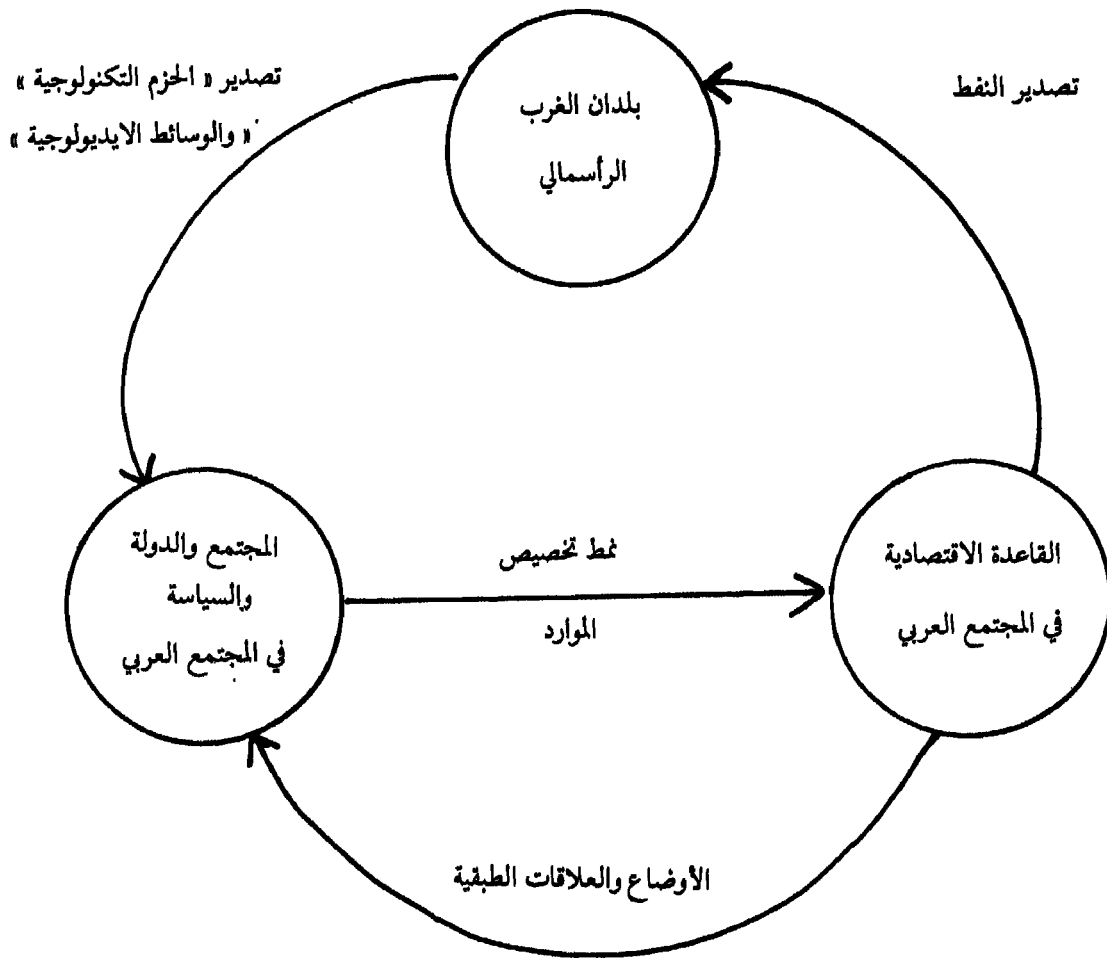 تصدير النفط
بلدان الغرب
الرأسمالي
تصدير « الحزم التكنولوجية »
« والوسائط الايديولوجية »
القاعدة الاقتصادية
في المجتمع العربي
نمط تخصيص
الموارد
المجتمع والدولة
والسياسة
في المجتمع العربي
الأوضاع والعلاقات الطبقية